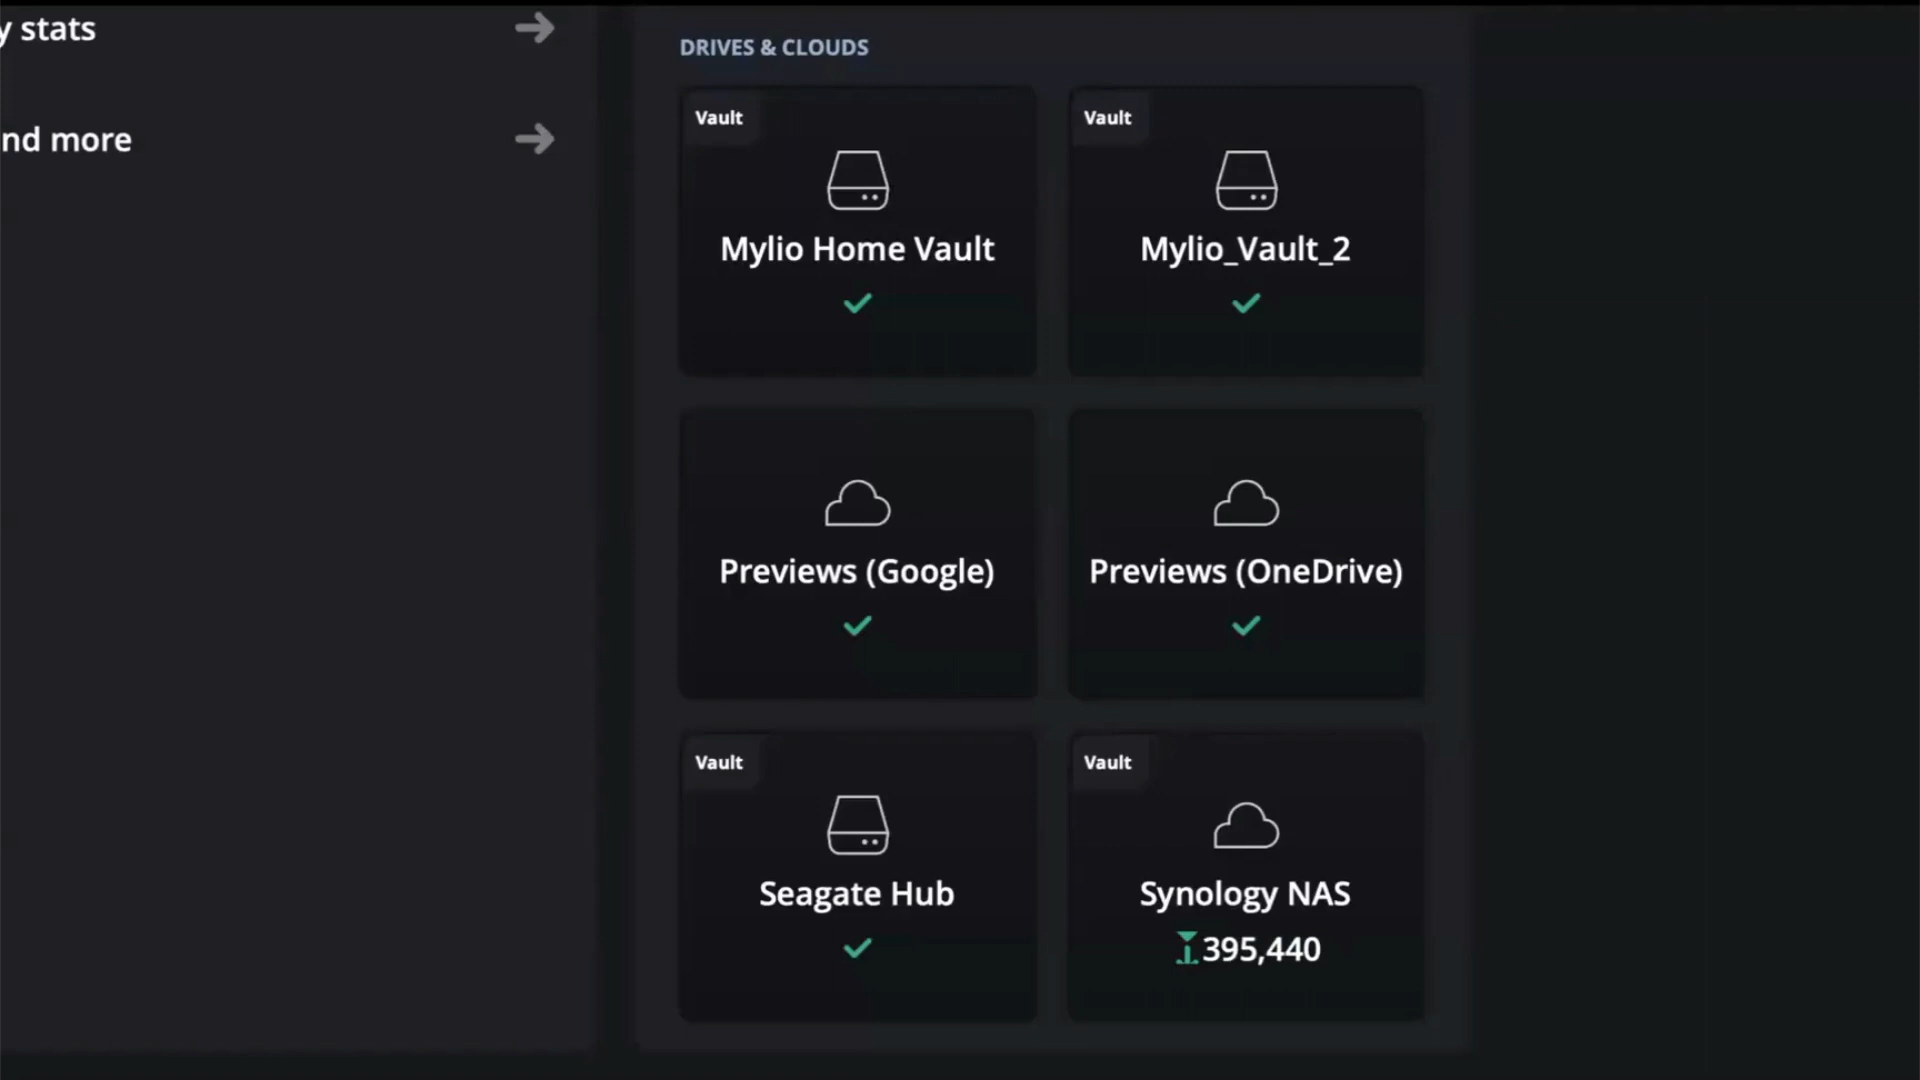 y stats
nd more
DRIVES & CLOUDS
Vault
Mylio Home Vault
Vault
Mylio_Vault_2
Previews (Google)
Previews (OneDrive)
Vault
Seagate Hub
Vault
Synology NAS
395,440